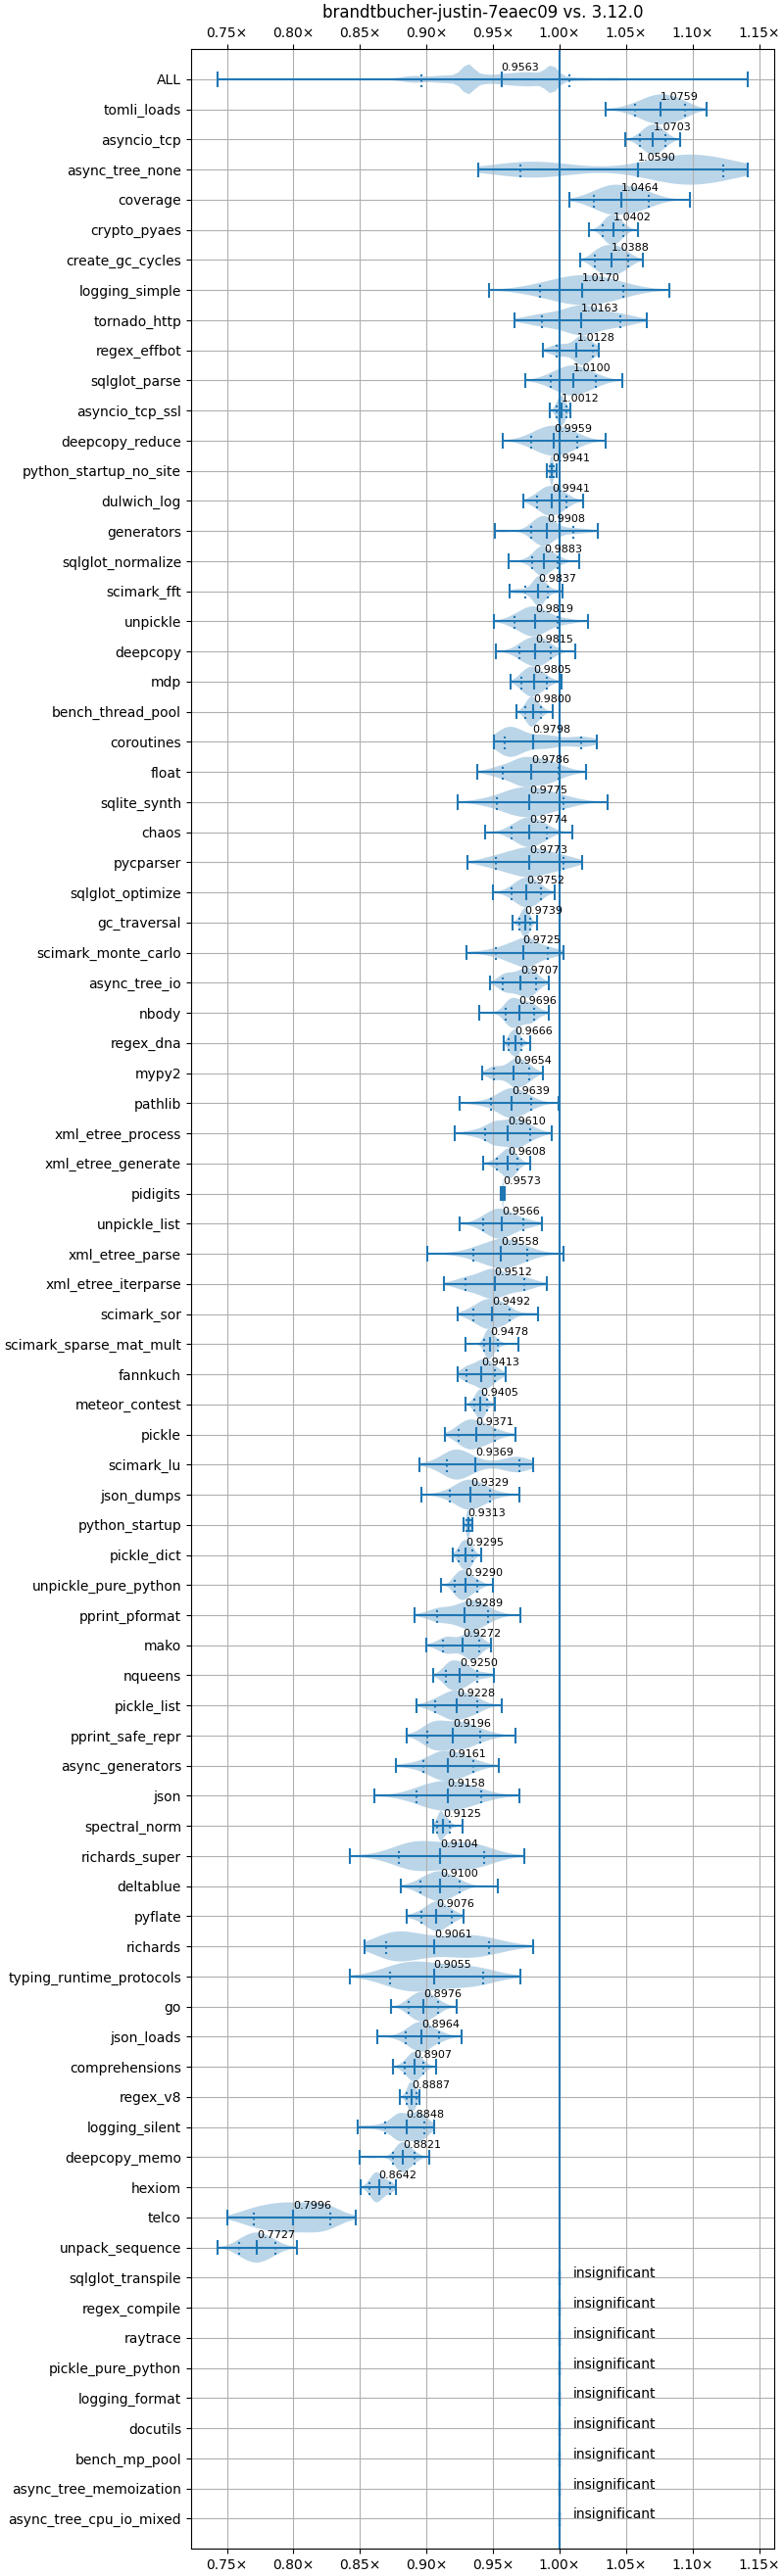 brandtbucher-justin-7eaec09 vs. 3.12.0
0.75× 0.80× 0.85× 0.90× 0.95× 1.00× 1.05× 1.10× 1.15×
ALL 0.9563
tomli_loads 1.0759
asyncio_tcp 1.0703
async_tree_none 1.0590
coverage 1.0464
crypto_pyaes 1.0402
create_gc_cycles 1.0388
logging_simple 1.0170
tornado_http 1.0163
regex_effbot 1.0128
sqlglot_parse 1.0100
asyncio_tcp_ssl 1.0012
deepcopy_reduce 0.9959
python_startup_no_site 0.9941
dulwich_log 0.9941
generators 0.9908
sqlglot_normalize 0.9883
scimark_fft 0.9837
unpickle 0.9819
deepcopy 0.9815
mdp 0.9805
bench_thread_pool 0.9800
coroutines 0.9798
float 0.9786
sqlite_synth 0.9775
chaos 0.9774
pycparser 0.9773
sqlglot_optimize 0.9752
gc_traversal 0.9739
scimark_monte_carlo 0.9725
async_tree_io 0.9707
nbody 0.9696
regex_dna 0.9666
mypy2 0.9654
pathlib 0.9639
xml_etree_process 0.9610
xml_etree_generate 0.9608
pidigits 0.9573
unpickle_list 0.9566
xml_etree_parse 0.9558
xml_etree_iterparse 0.9512
scimark_sor 0.9492
scimark_sparse_mat_mult 0.9478
fannkuch 0.9413
meteor_contest 0.9405
pickle 0.9371
scimark_lu 0.9369
json_dumps 0.9329
python_startup 0.9313
pickle_dict 0.9295
unpickle_pure_python 0.9290
pprint_pformat 0.9289
mako 0.9272
nqueens 0.9250
pickle_list 0.9228
pprint_safe_repr 0.9196
async_generators 0.9161
json 0.9158
spectral_norm 0.9125
richards_super 0.9104
deltablue 0.9100
pyflate 0.9076
richards 0.9061
typing_runtime_protocols 0.9055
go 0.8976
json_loads 0.8964
comprehensions 0.8907
regex_v8 0.8887
logging_silent 0.8848
deepcopy_memo 0.8821
hexiom 0.8642
telco 0.7996
unpack_sequence 0.7727
sqlglot_transpile insignificant
regex_compile insignificant
raytrace insignificant
pickle_pure_python insignificant
logging_format insignificant
docutils insignificant
bench_mp_pool insignificant
async_tree_memoization insignificant
async_tree_cpu_io_mixed insignificant
0.75× 0.80× 0.85× 0.90× 0.95× 1.00× 1.05× 1.10× 1.15×